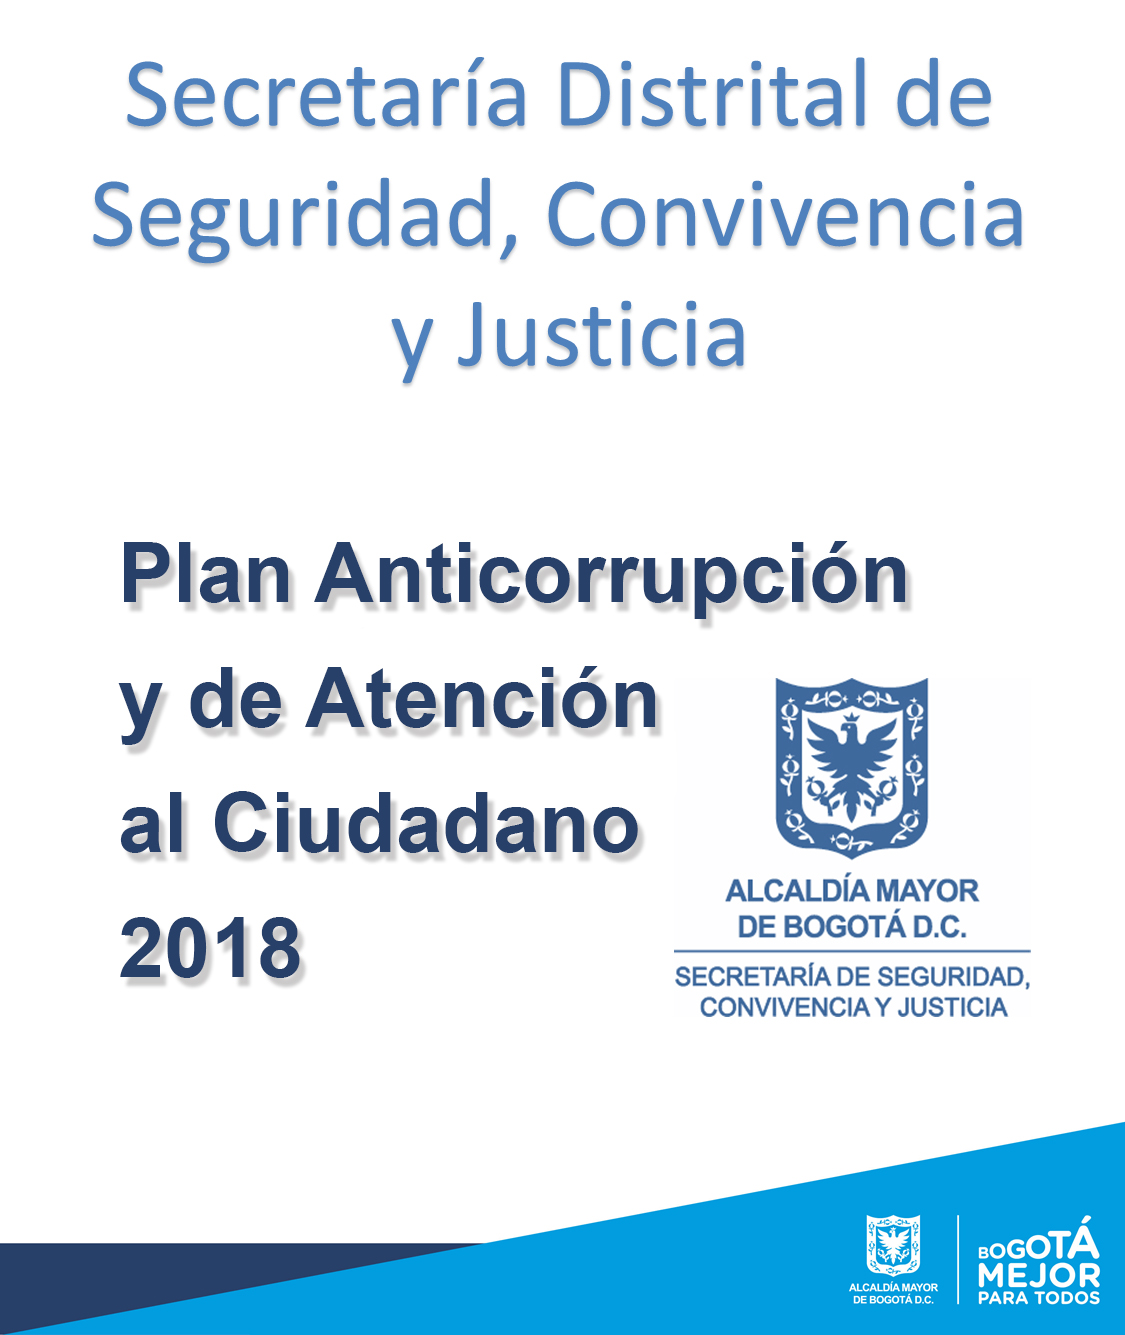 Secretaría Distrital de
Seguridad, Convivencia
y Justicia
Plan Anticorrupción
y de Atención
al Ciudadano
2018
ALCALDÍA MAYOR
DE BOGOTÁ D.C.
SECRETARÍA DE SEGURIDAD,
CONVIVENCIA Y JUSTICIA
ALCALDÍA MAYOR
DE BOGOTÁ D.C.
BOGOTÁ
MEJOR
PARA TODOS